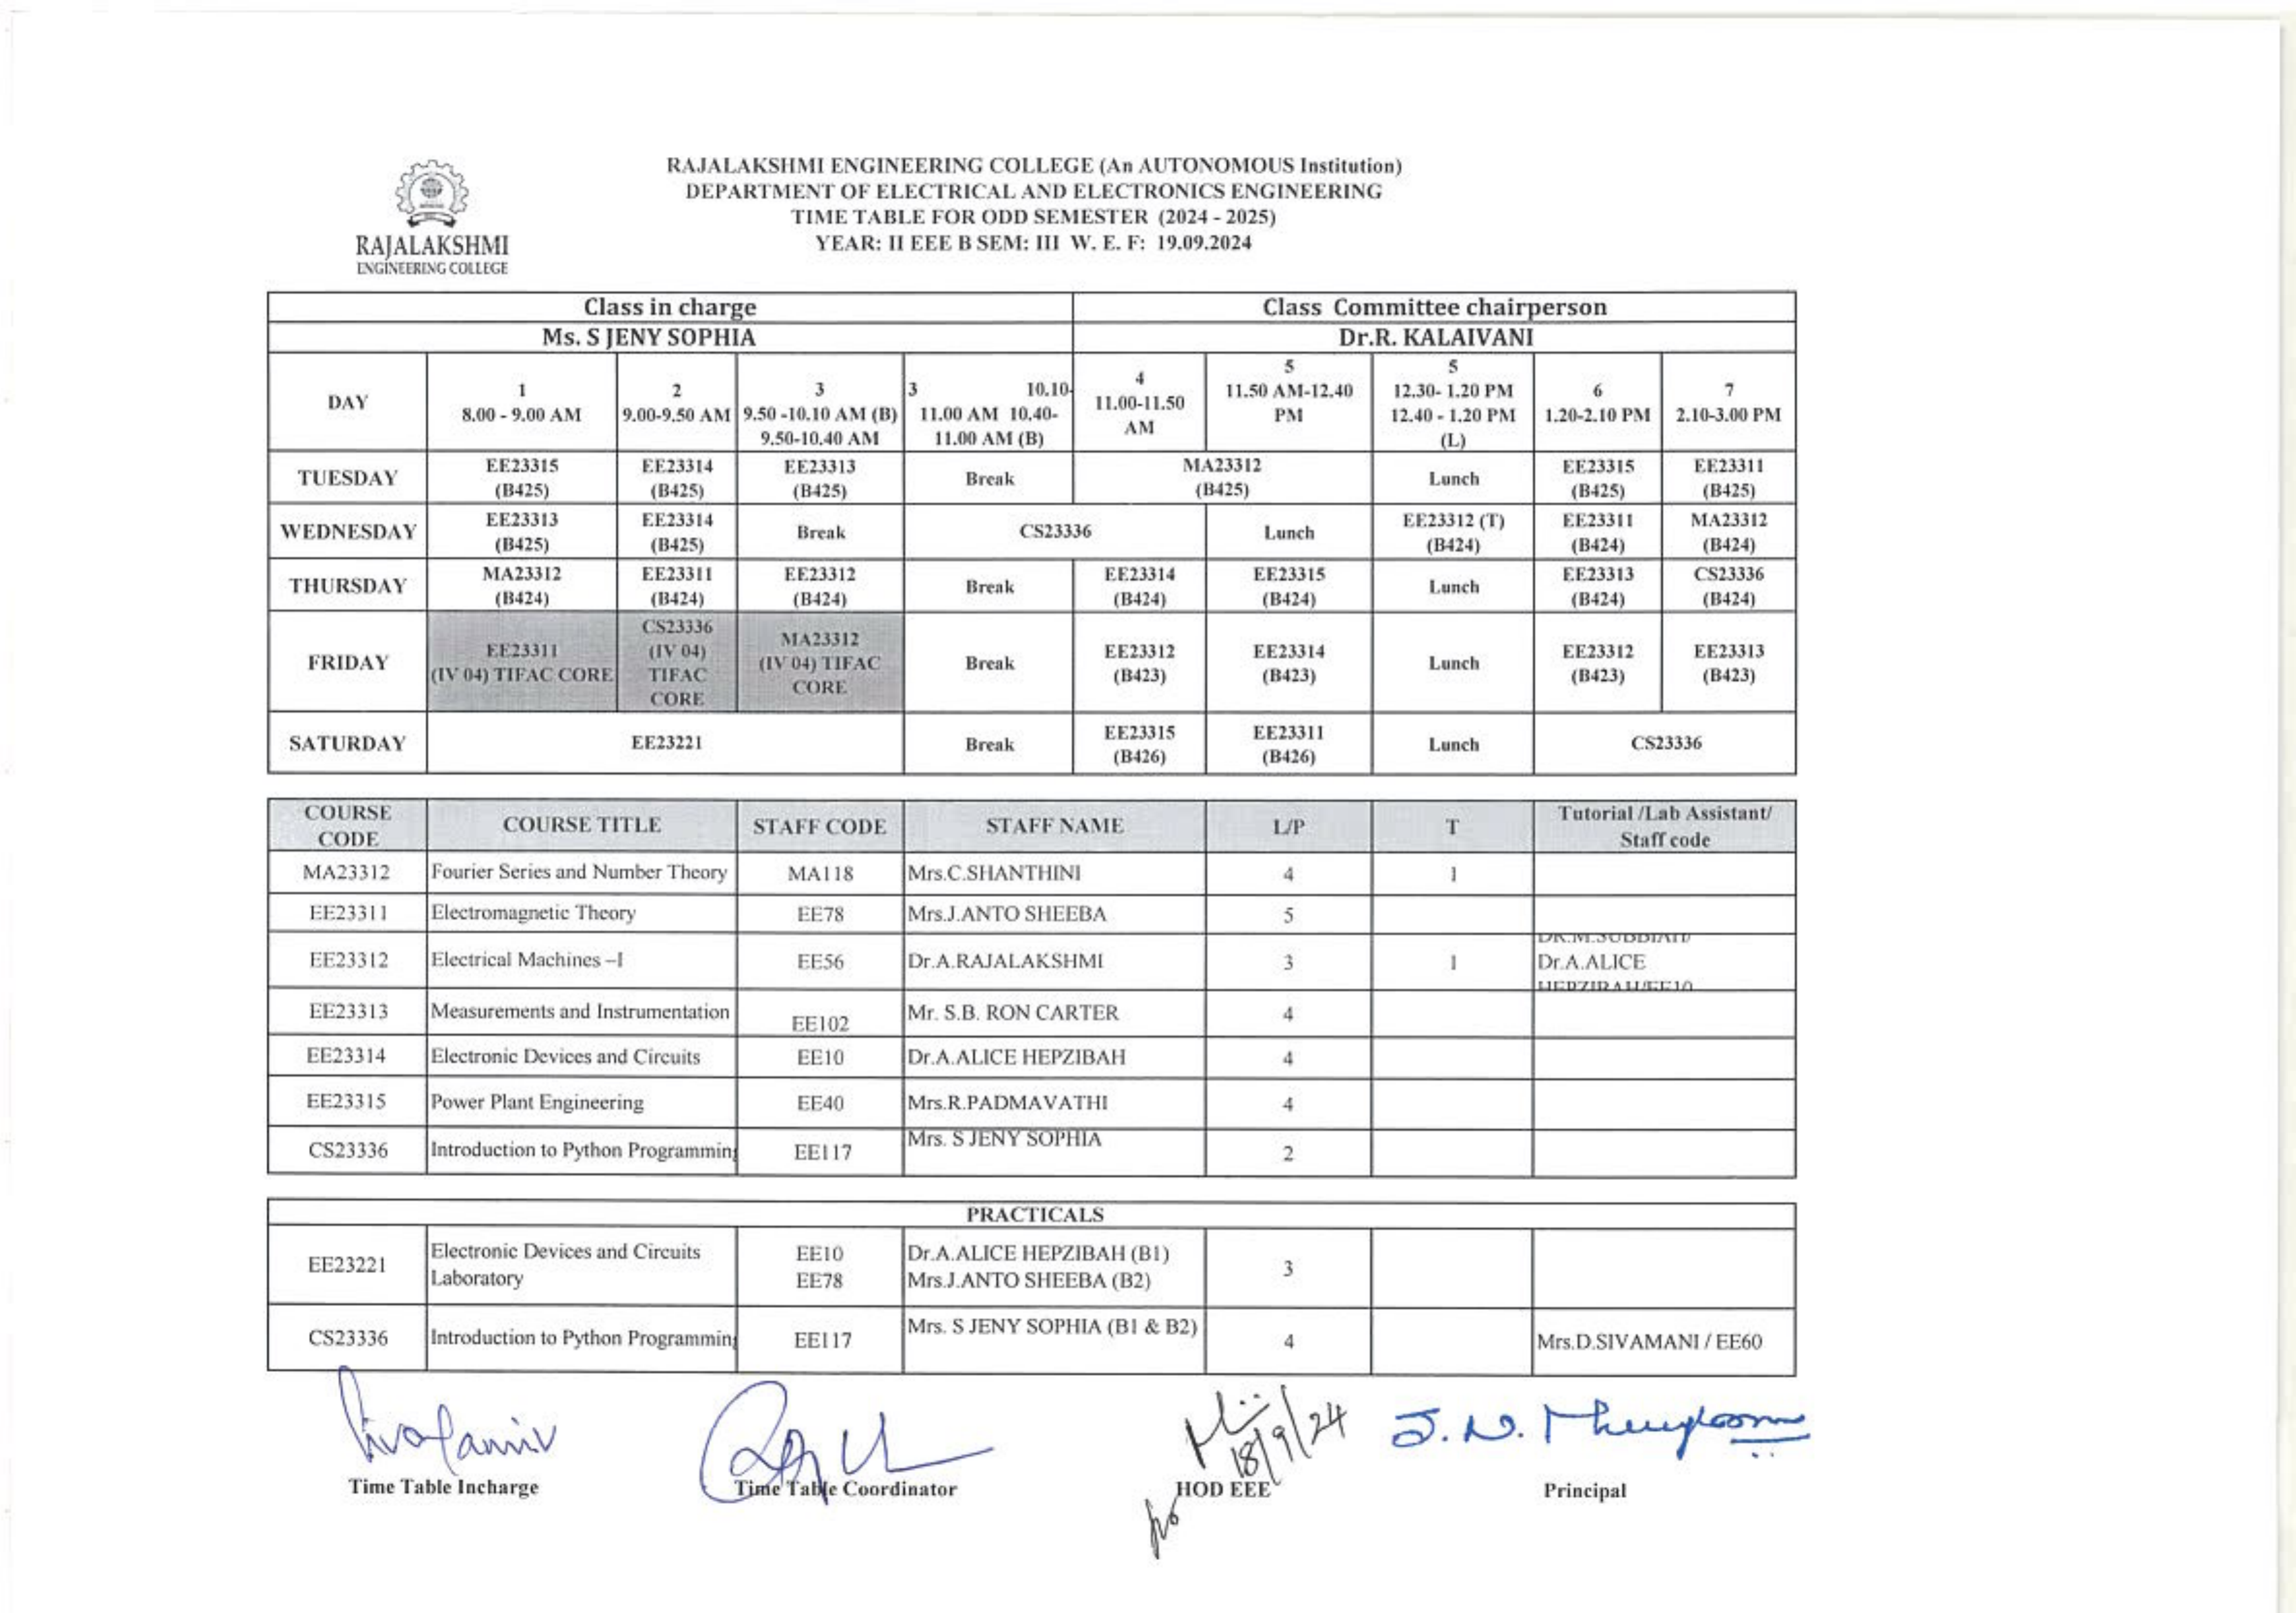 RAJALAKSHMI
ENGINEERING COLLEGE
RAJALAKSHMI ENGINEERING COLLEGE (An AUTONOMOUS Institution)
DEPARTMENT OF ELECTRICAL AND ELECTRONICS ENGINEERING
TIME TABLE FOR ODD SEMESTER (2024 - 2025)
YEAR: II EEE B SEM: III W. E. F: 19.09.2024
Class in charge Class Committee chairperson
Ms. S JENY SOPHIA Dr.R. KALAIVANI
DAY
1
8.00 - 9.00 AM
2
9.00-9.50 AM
3
9.50 -10.10 AM (B)
9.50-10.40 AM
3 10.10-
11.00 AM 10.40-
11.00 AM (B)
4
11.00-11.50
AM
5
11.50 AM-12.40
PM
5
12.30- 1.20 PM
12.40 - 1.20 PM
(L)
6
1.20-2.10 PM
7
2.10-3.00 PM
TUESDAY
EE23315
(B425)
EE23314
(B425)
EE23313
(B425)
Break
MA23312
(B425)
Lunch
EE23315
(B425)
EE23311
(B425)
WEDNESDAY
EE23313
(B425)
EE23314
(B425)
Break
CS23336
Lunch
EE23312 (T)
(B424)
EE23311
(B424)
MA23312
(B424)
THURSDAY
MA23312
(B424)
EE23311
(B424)
EE23312
(B424)
Break
EE23314
(B424)
EE23315
(B424)
Lunch
EE23313
(B424)
CS23336
(B424)
FRIDAY
EE23311
(IV 04) TIFAC CORE
CS23336
(IV 04)
TIFAC
CORE
MA23312
(IV 04) TIFAC
CORE
Break
EE23312
(B423)
EE23314
(B423)
Lunch
EE23312
(B423)
EE23313
(B423)
SATURDAY
EE23221
Break
EE23315
(B426)
EE23311
(B426)
Lunch
CS23336
COURSE
CODE
COURSE TITLE
STAFF CODE
STAFF NAME
L/P
T
Tutorial /Lab Assistant/
Staff code
MA23312 Fourier Series and Number Theory MA118 Mrs.C.SHANTHINI 4 1
EE23311 Electromagnetic Theory EE78 Mrs.J.ANTO SHEEBA 5
EE23312 Electrical Machines –I EE56 Dr.A.RAJALAKSHMI 3 1
DR.M.SUBBIAH/
Dr.A.ALICE
HEPZIBAH/EE10
EE23313 Measurements and Instrumentation EE102 Mr. S.B. RON CARTER 4
EE23314 Electronic Devices and Circuits EE10 Dr.A.ALICE HEPZIBAH 4
EE23315 Power Plant Engineering EE40 Mrs.R.PADMAVATHI 4
CS23336 Introduction to Python Programming EE117 Mrs. S JENY SOPHIA 2
PRACTICALS
EE23221
Electronic Devices and Circuits
Laboratory
EE10
EE78
Dr.A.ALICE HEPZIBAH (B1)
Mrs.J.ANTO SHEEBA (B2)
3
CS23336 Introduction to Python Programming EE117 Mrs. S JENY SOPHIA (B1 & B2) 4 Mrs.D.SIVAMANI / EE60
18/9/24
Time Table Incharge
Time Table Coordinator
HOD EEE
Principal